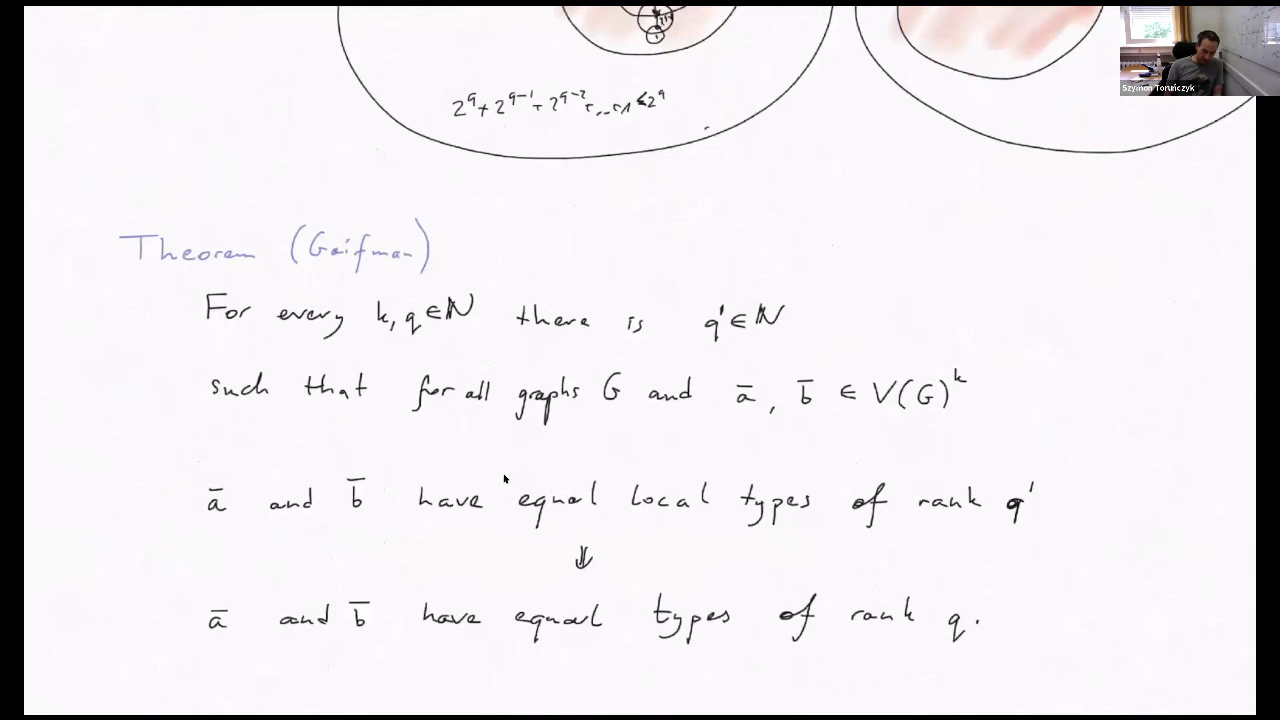 Szymon Toruńczyk
2^q + 2^{q-1} + 2^{q-2} + ... + 1 ≤ 2^q
Theorem (Gaifman)
For every k, q ∈ ℕ there is q' ∈ ℕ
such that for all graphs G and ā, b̄ ∈ V(G)^k
ā and b̄ have equal local types of rank q'
⇓
ā and b̄ have equal types of rank q.